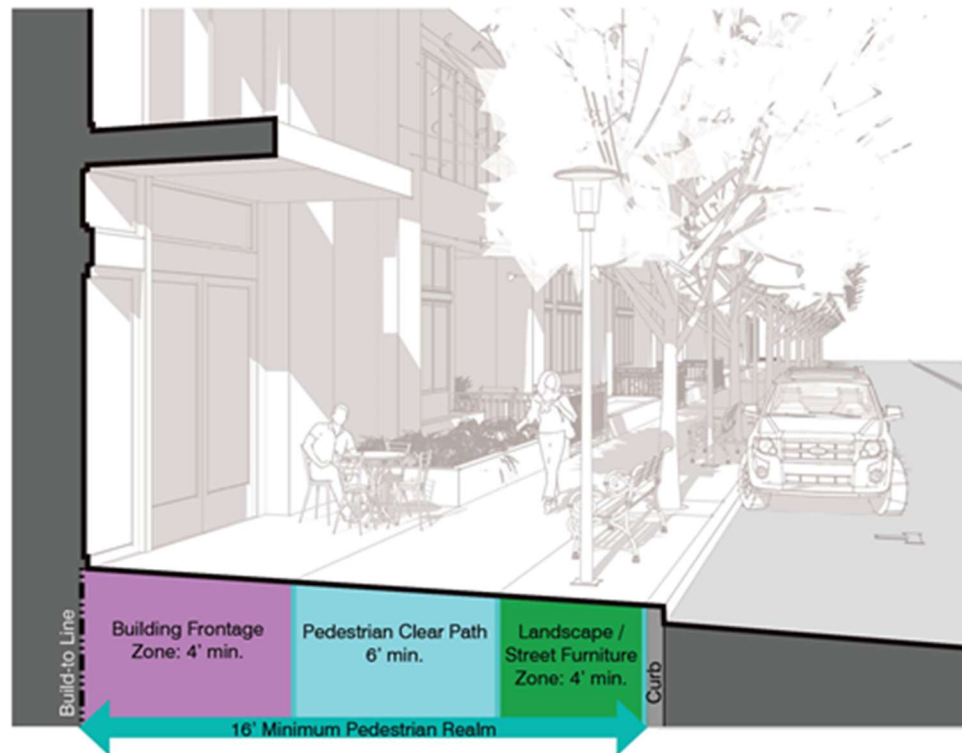 Build-to Line
Building Frontage
Zone: 4' min.
Pedestrian Clear Path
6' min.
Landscape /
Street Furniture
Zone: 4' min.
Curb
16' Minimum Pedestrian Realm